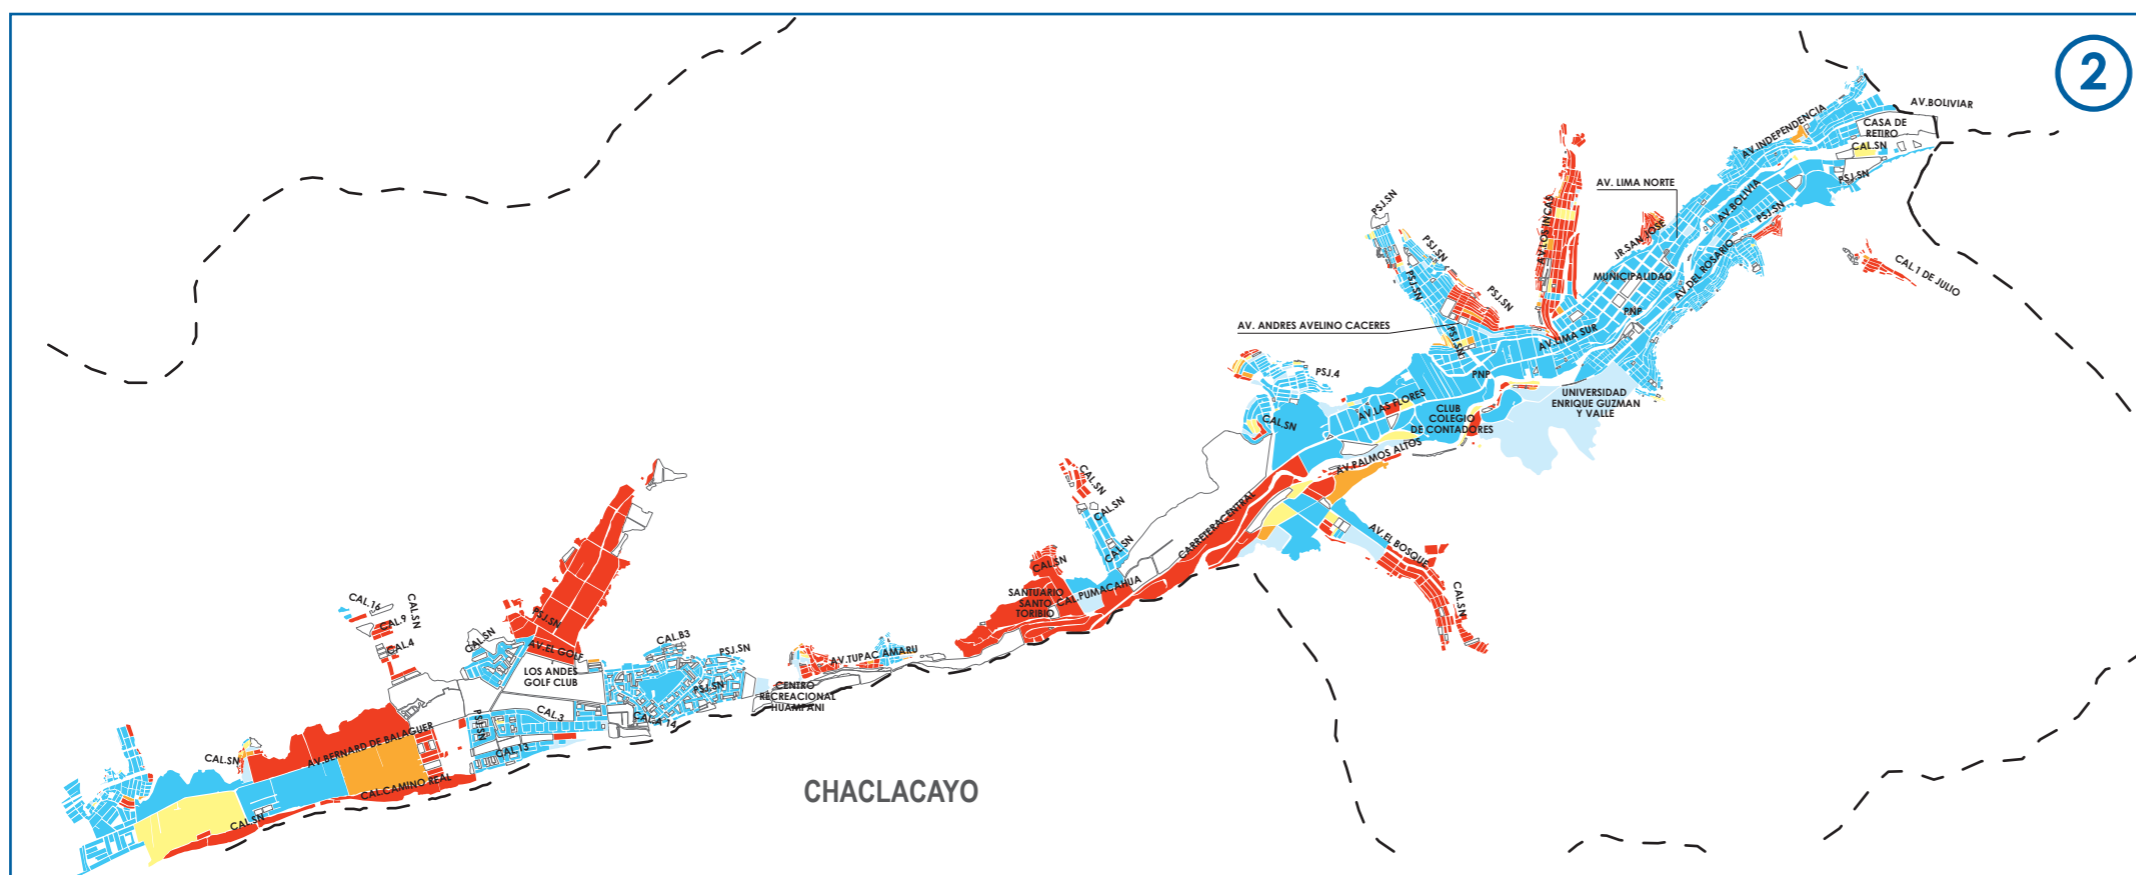 2
AV.BOLIVIAR
CASA DE
RETIRO
CAL.SN
AV.INDEPENDENCIA
PSJ.SN
AV. LIMA NORTE
AV.BOLIVIA
PSJ.SN
PSJ.SN
AV.LOS INCAS
JR.SAN JOSE
PSJ.SN
MUNICIPALIDAD
AV.DEL ROSARIO
CAL.1 DE JULIO
PSJ.SN
PSJ.SN
PNP
AV. ANDRES AVELINO CACERES
PSJ.SN
AV.LIMA SUR
PSJ.4
PNP
UNIVERSIDAD
ENRIQUE GUZMAN
Y VALLE
AV.LAS FLORES
CLUB
COLEGIO
DE CONTADORES
CAL.SN
AV.PALMOS ALTOS
CAL.SN
CAL.SN
CARRETERACENTRAL
CAL.SN
AV.EL BOSQUE
CAL.SN
CAL.SN
SANTUARIO
SANTO
TORIBIO
CAL.PUMACAHUA
CAL.16
CAL.SN
CAL.9
CAL.4
CAL.SN
PSJ.SN
AV.EL GOLF
CAL.B3
PSJ.SN
AV.TUPAC AMARU
LOS ANDES
GOLF CLUB
PSJ.SN
CENTRO
RECREACIONAL
HUAMPANI
CAL.3
CAL.A 14
PSJ.SN
CAL.13
AV.BERNARD DE BALAGUER
CAL.SN
CAL.CAMINO REAL
CAL.SN
CHACLACAYO